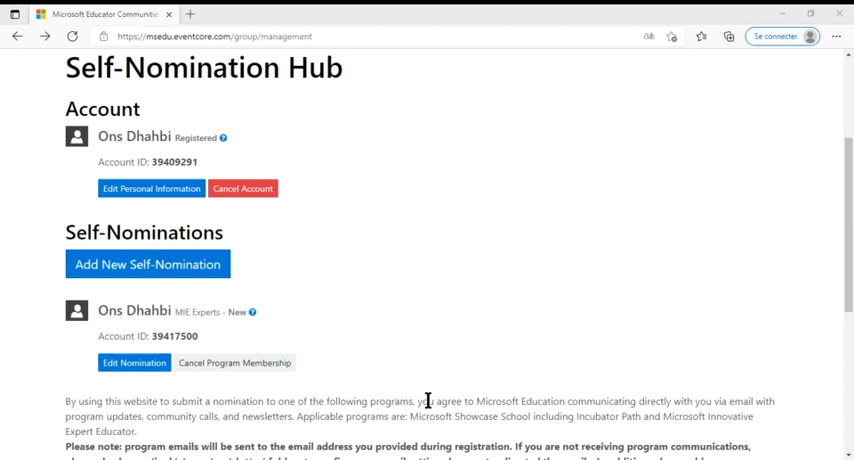 Microsoft Educator Communitie
https://msedu.eventcore.com/group/management
Se connecter
Self-Nomination Hub
Account
Ons Dhahbi Registered
Account ID: 39409291
Edit Personal Information Cancel Account
Self-Nominations
Add New Self-Nomination
Ons Dhahbi MIE Experts - New
Account ID: 39417500
Edit Nomination Cancel Program Membership
By using this website to submit a nomination to one of the following programs, you agree to Microsoft Education communicating directly with you via email with
program updates, community calls, and newsletters. Applicable programs are: Microsoft Showcase School including Incubator Path and Microsoft Innovative
Expert Educator.
Please note: program emails will be sent to the email address you provided during registration. If you are not receiving program communications,